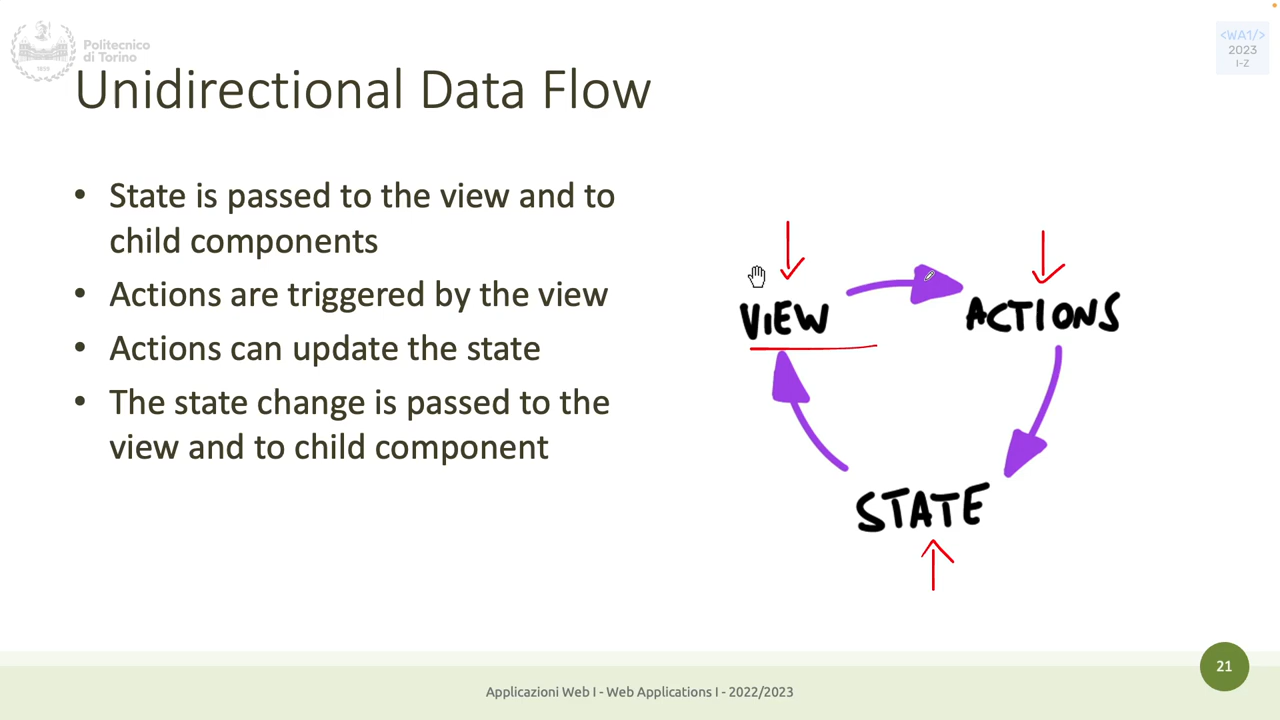 Politecnico
di Torino
1859
<WA1/>
2023
I-Z
Unidirectional Data Flow
• State is passed to the view and to
child components
• Actions are triggered by the view
• Actions can update the state
• The state change is passed to the
view and to child component
VIEW
ACTIONS
STATE
21
Applicazioni Web I - Web Applications I - 2022/2023